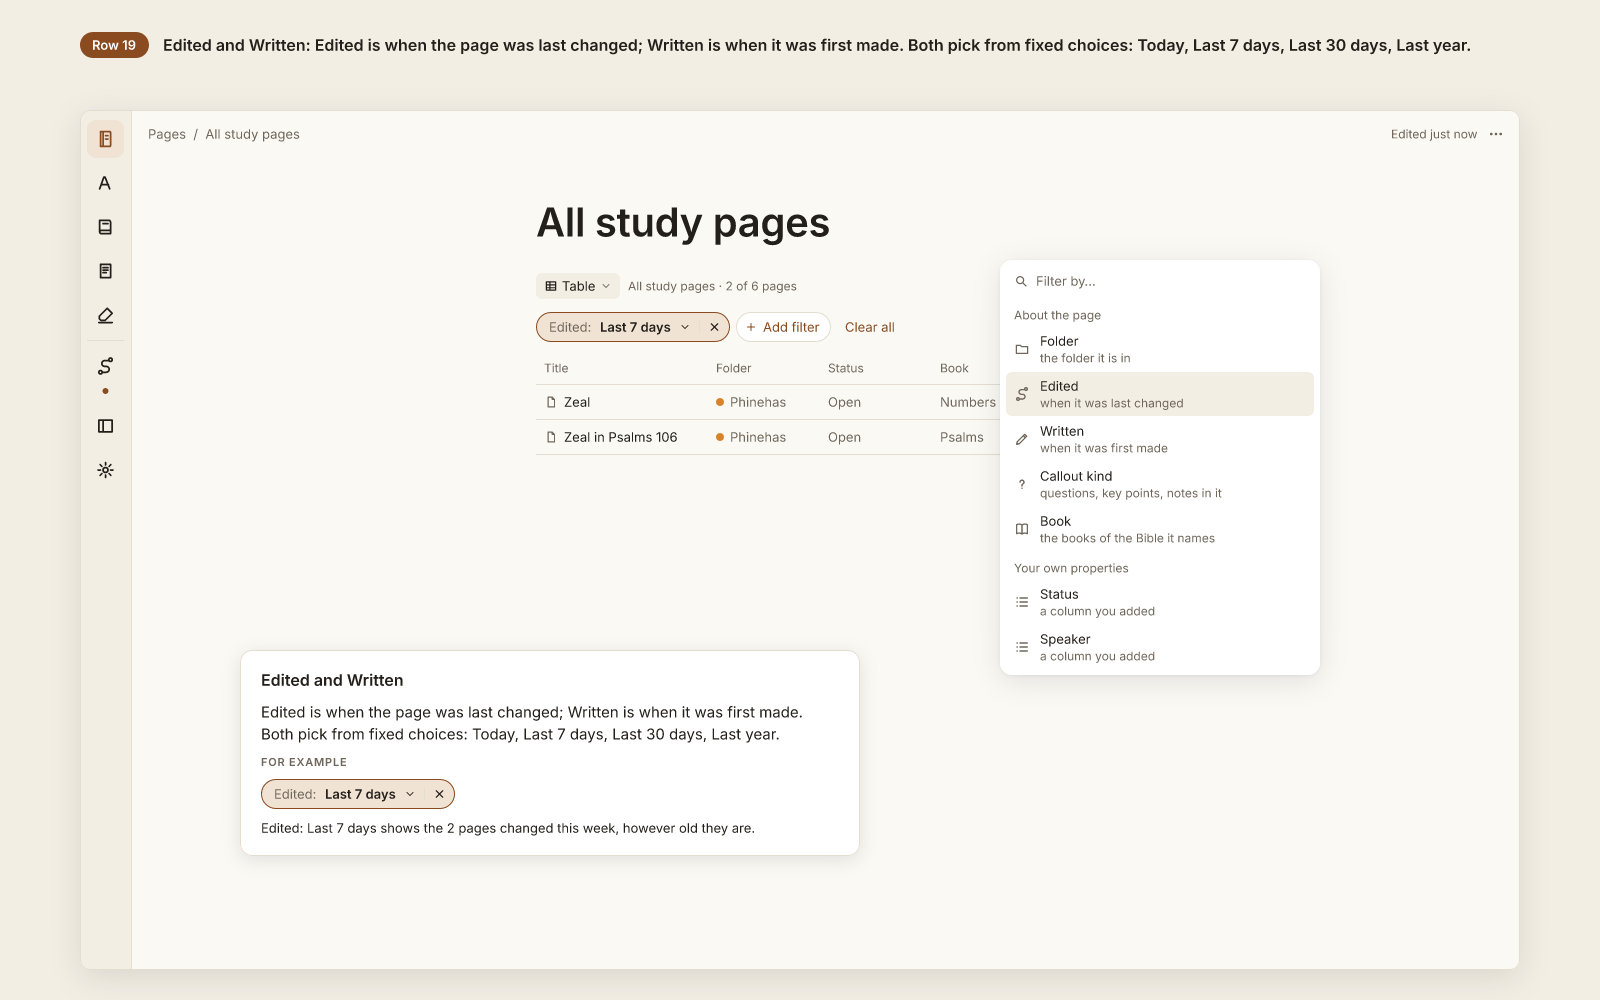 Row 19
Edited and Written: Edited is when the page was last changed; Written is when it was first made. Both pick from fixed choices: Today, Last 7 days, Last 30 days, Last year.
Pages / All study pages
Edited just now
All study pages
Table
All study pages · 2 of 6 pages
Edited: Last 7 days
+ Add filter
Clear all
Title Folder Status Book
Zeal Phinehas Open Numbers
Zeal in Psalms 106 Phinehas Open Psalms
Filter by...
About the page
Folder
the folder it is in
Edited
when it was last changed
Written
when it was first made
Callout kind
questions, key points, notes in it
Book
the books of the Bible it names
Your own properties
Status
a column you added
Speaker
a column you added
Edited and Written
Edited is when the page was last changed; Written is when it was first made.
Both pick from fixed choices: Today, Last 7 days, Last 30 days, Last year.
FOR EXAMPLE
Edited: Last 7 days
Edited: Last 7 days shows the 2 pages changed this week, however old they are.